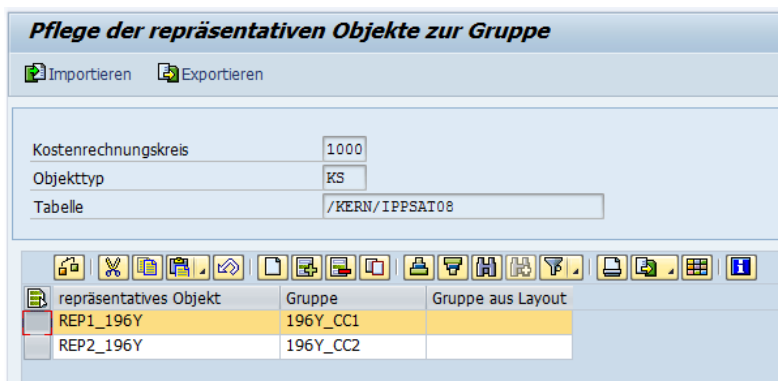 Pflege der repräsentativen Objekte zur Gruppe
Importieren Exportieren
Kostenrechnungskreis 1000
Objekttyp KS
Tabelle /KERN/IPPSAT08
repräsentatives Objekt Gruppe Gruppe aus Layout
REP1_196Y 196Y_CC1
REP2_196Y 196Y_CC2